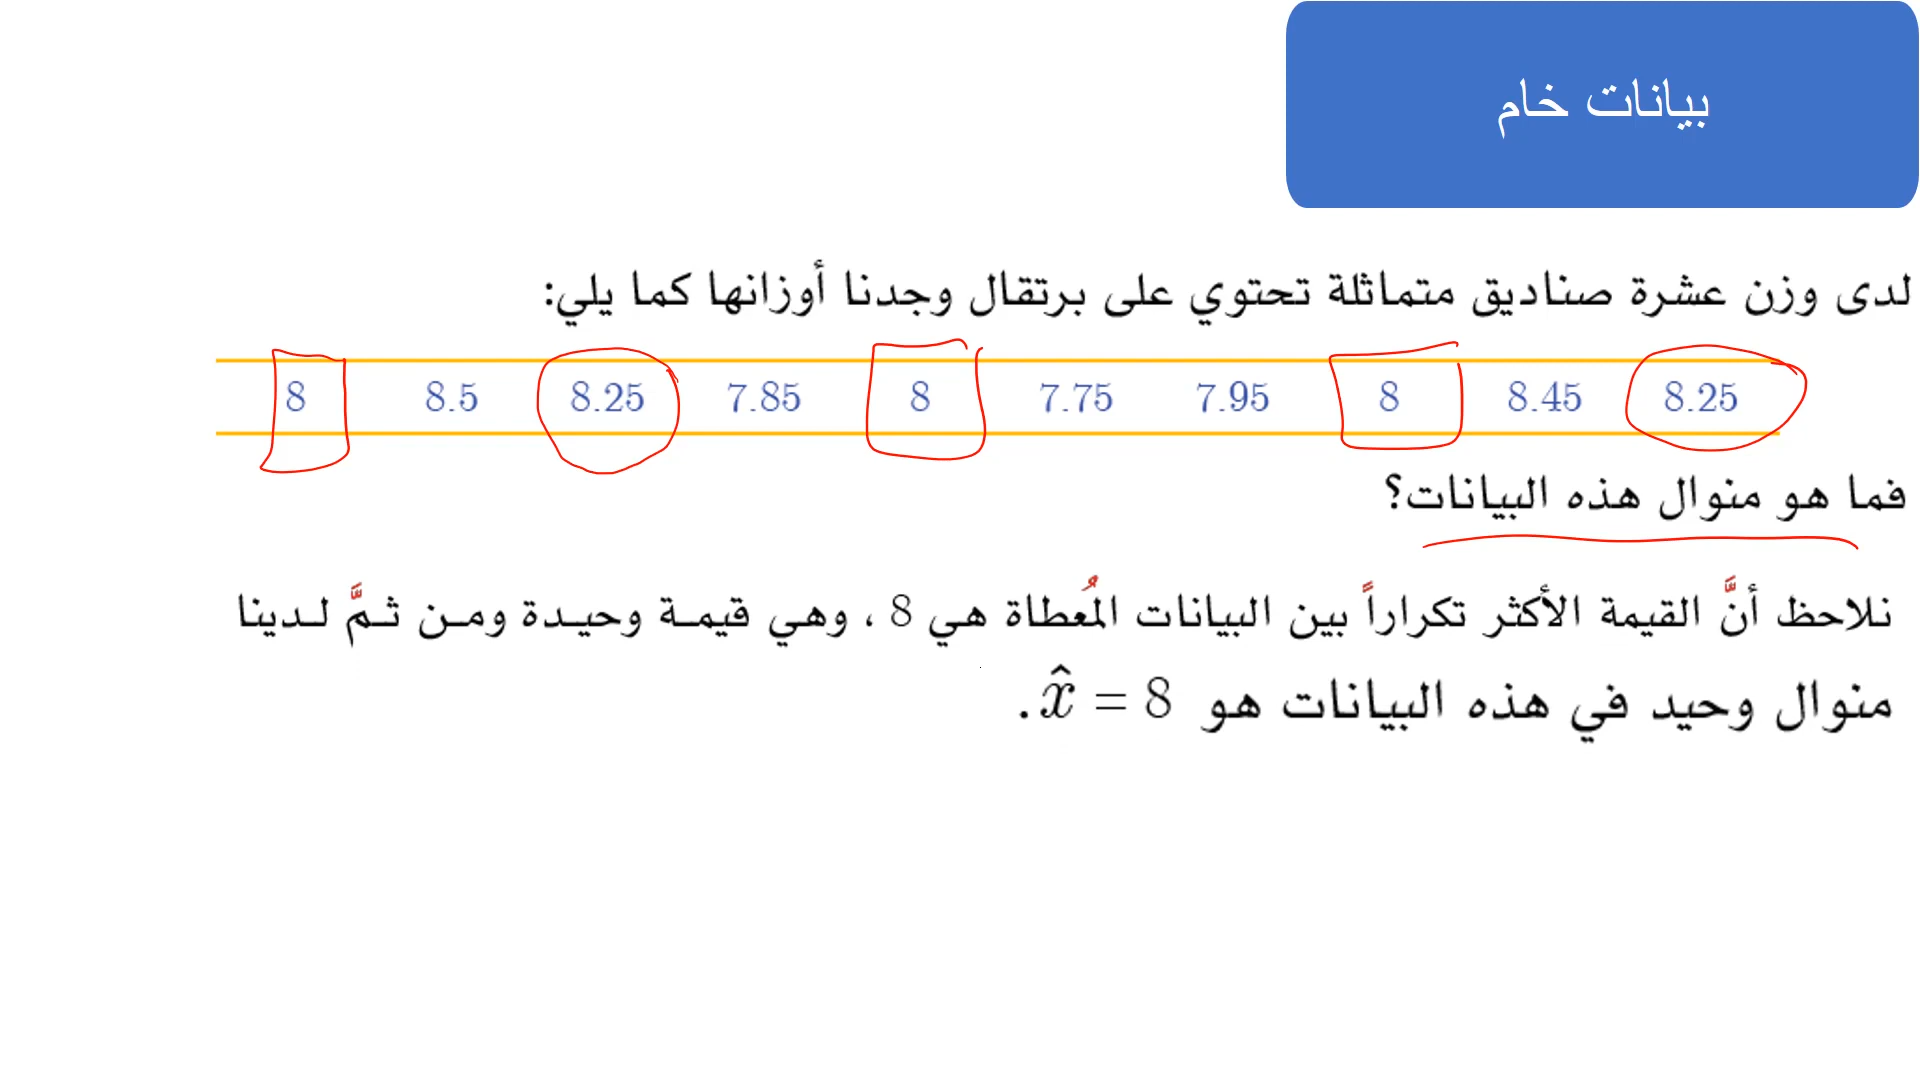 بيانات خام
لدى وزن عشرة صناديق متماثلة تحتوي على برتقال وجدنا أوزانها كما يلي:
8 8.5 8.25 7.85 8 7.75 7.95 8 8.45 8.25
فما هو منوال هذه البيانات؟
نلاحظ أنَّ القيمة الأكثر تكراراً بين البيانات المُعطاة هي 8 ، وهي قيمة وحيدة ومن ثمَّ لدينا
منوال وحيد في هذه البيانات هو x̂ = 8 .